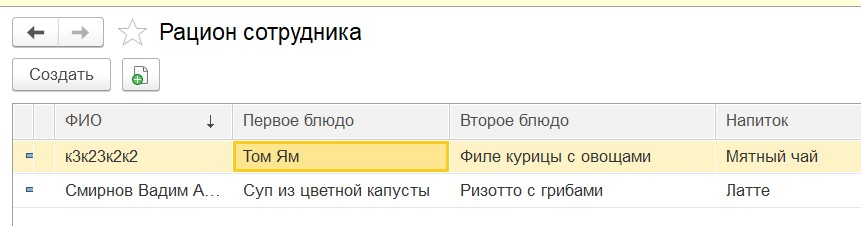 Рацион сотрудника
Создать
ФИО ↓ Первое блюдо Второе блюдо Напиток
к3к23к2к2 Том Ям Филе курицы с овощами Мятный чай
Смирнов Вадим А... Суп из цветной капусты Ризотто с грибами Латте